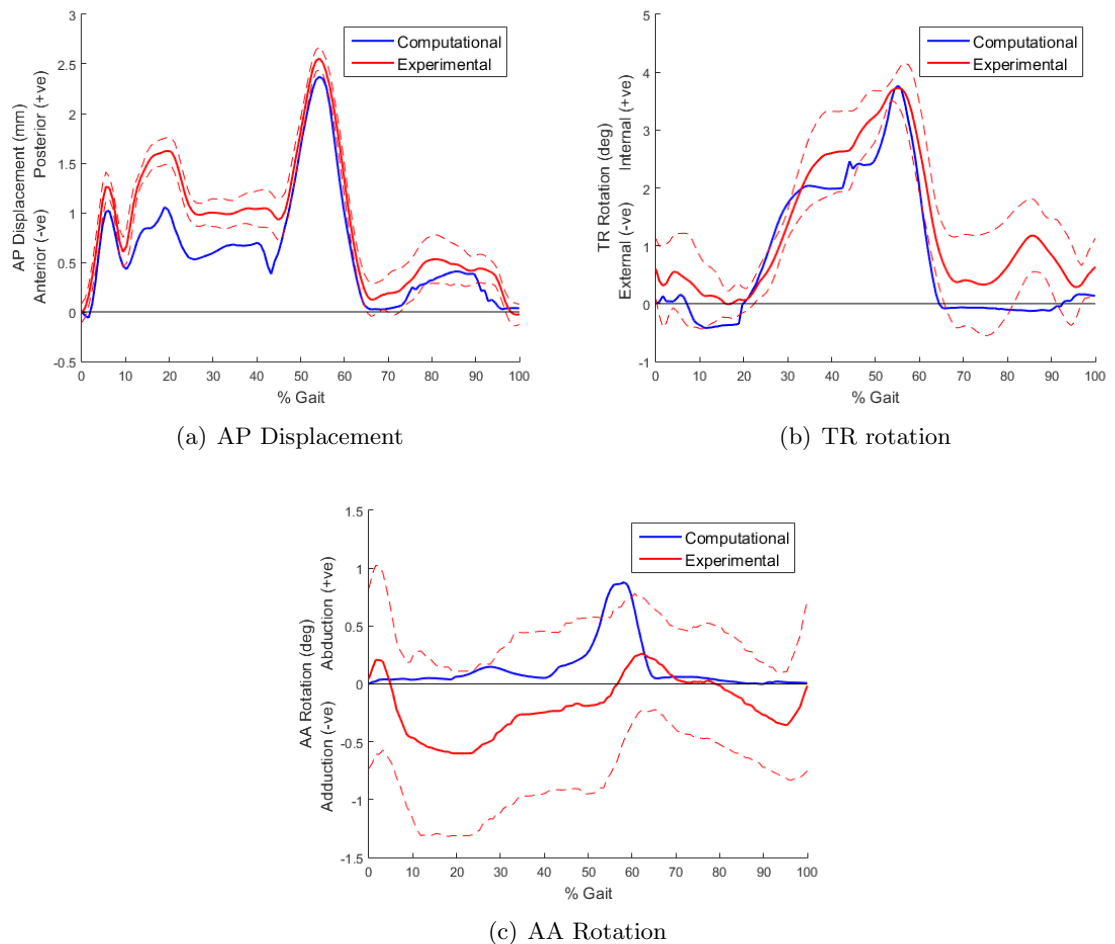 3
2.5
2
1.5
1
0.5
0
-0.5
AP Displacement (mm)
Anterior (-ve) Posterior (+ve)
Computational
Experimental
0 10 20 30 40 50 60 70 80 90 100
% Gait
(a) AP Displacement
5
4
3
2
1
0
-1
TR Rotation (deg)
External (-ve) Internal (+ve)
Computational
Experimental
0 10 20 30 40 50 60 70 80 90 100
% Gait
(b) TR rotation
1.5
1
0.5
0
-0.5
-1
-1.5
AA Rotation (deg)
Adduction (-ve) Abduction (+ve)
Computational
Experimental
0 10 20 30 40 50 60 70 80 90 100
% Gait
(c) AA Rotation